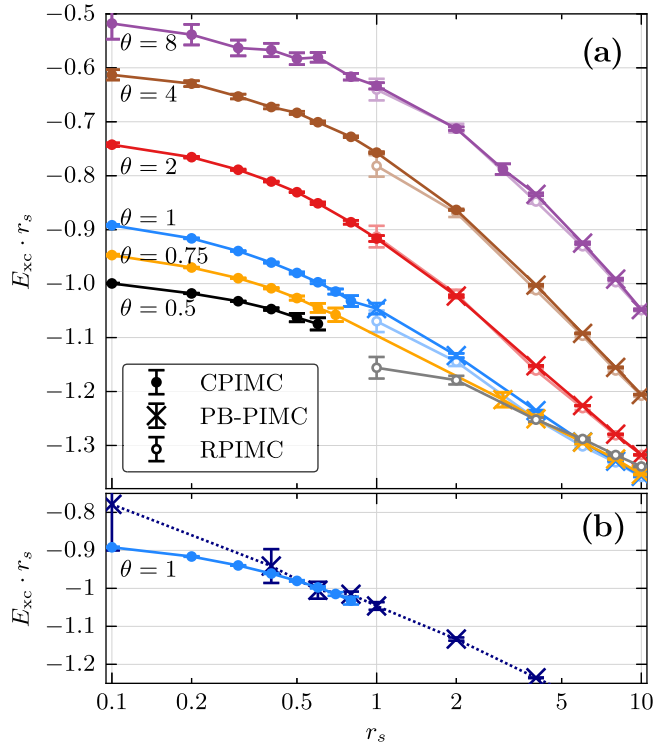 −0.5
(a)
θ = 8
−0.6
θ = 4
−0.7
θ = 2
−0.8
E_xc · r_s
θ = 1
−0.9
θ = 0.75
−1.0
θ = 0.5
−1.1
CPIMC
−1.2
PB-PIMC
RPIMC
−1.3
(b)
−0.8
E_xc · r_s
−0.9
θ = 1
−1
−1.1
−1.2
0.1 0.2 0.5 1 2 5 10
r_s